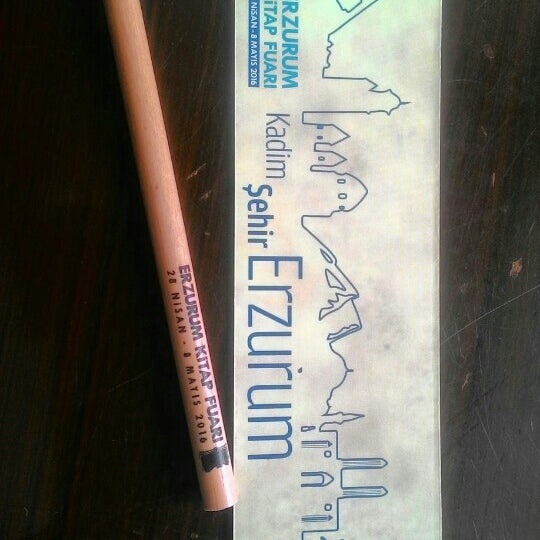 ERZURUM
KİTAP FUARI
NİSAN - 8 MAYIS 2016
Kadim
Şehir Erzurum
ERZURUM KİTAP FUARI
28 NİSAN - 8 MAYIS 2016